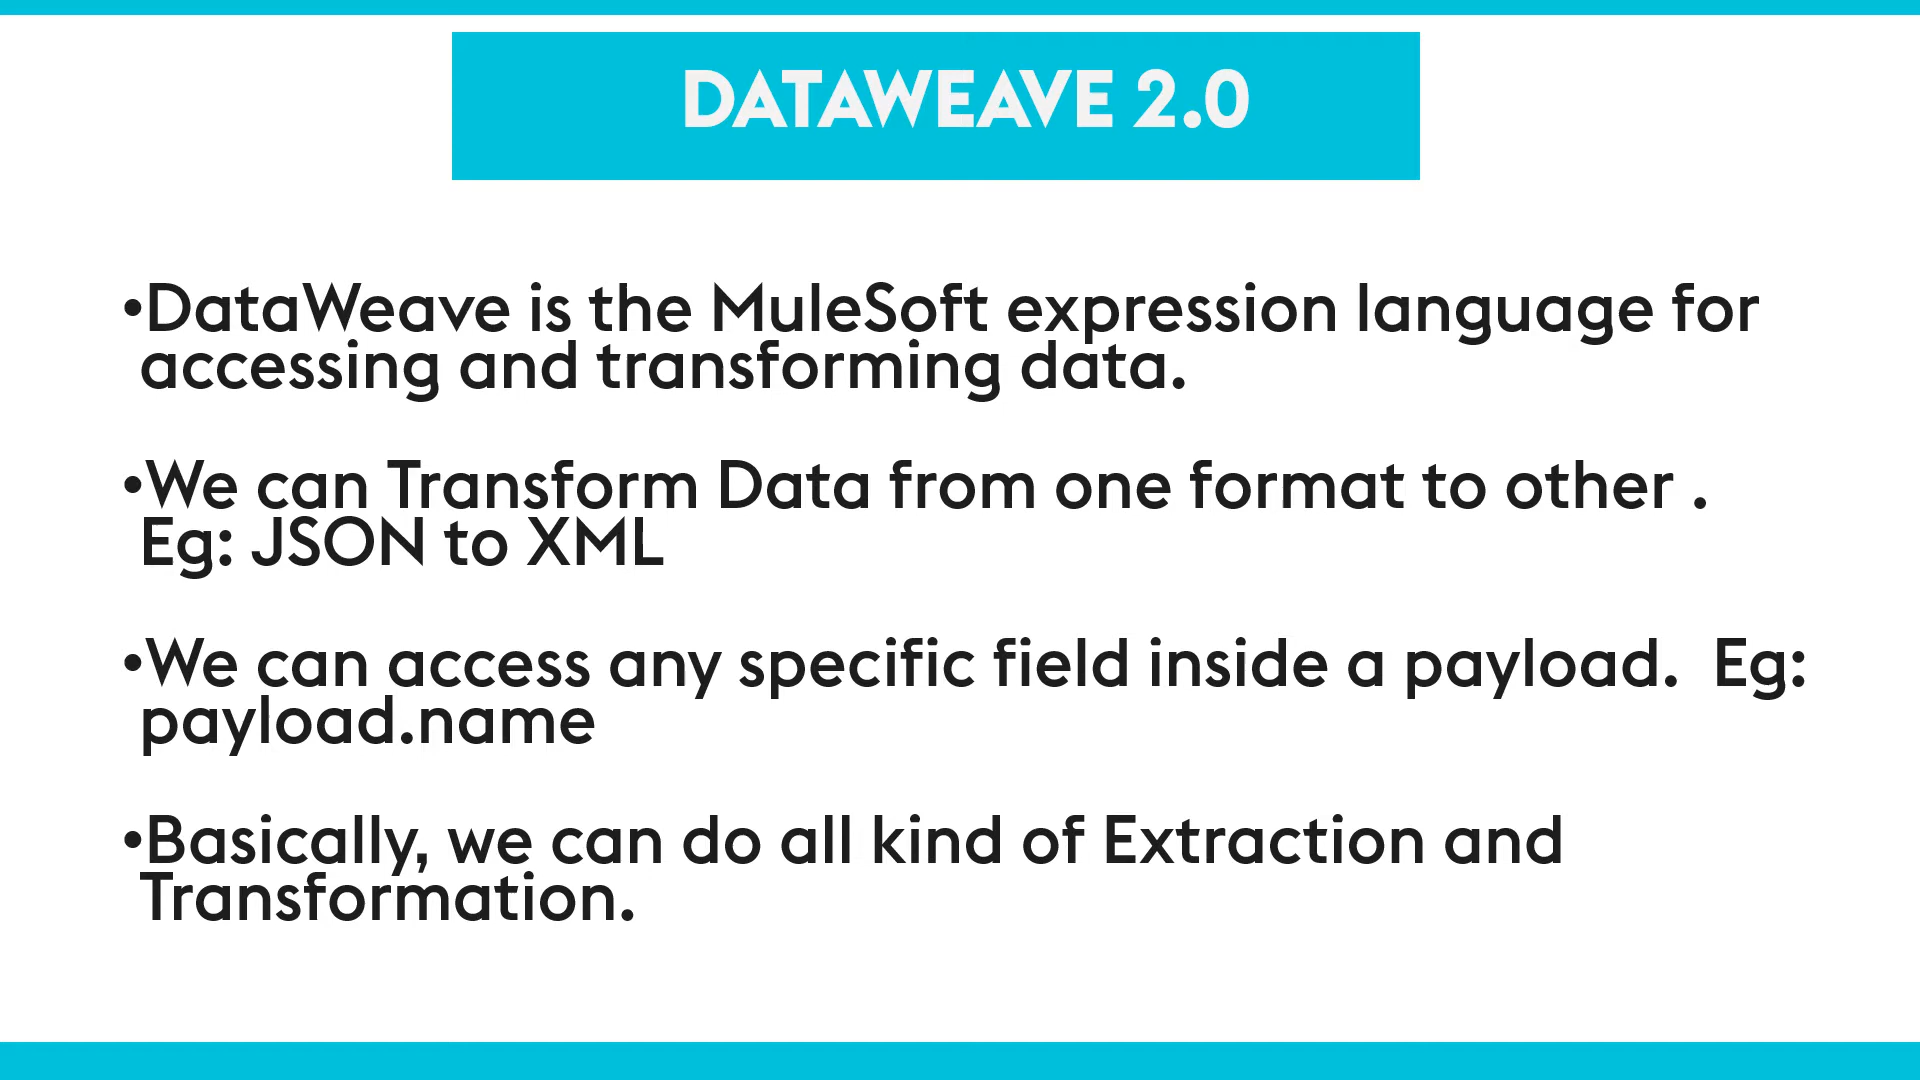 DATAWEAVE 2.0
•DataWeave is the MuleSoft expression language for
accessing and transforming data.
•We can Transform Data from one format to other .
Eg: JSON to XML
•We can access any specific field inside a payload.  Eg:
payload.name
•Basically, we can do all kind of Extraction and
Transformation.